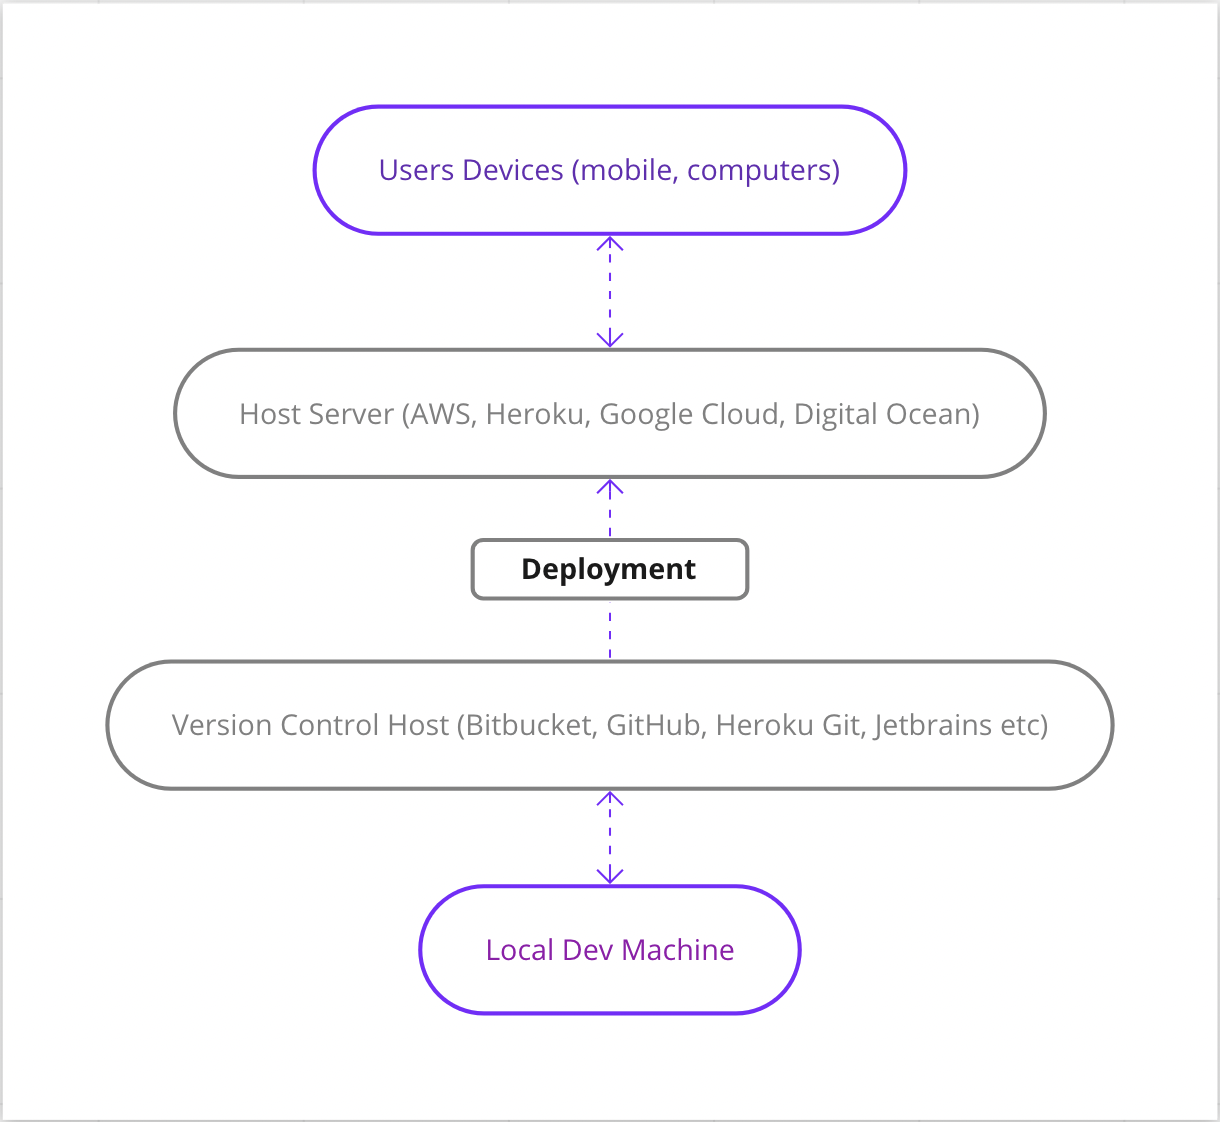 Users Devices (mobile, computers)
Host Server (AWS, Heroku, Google Cloud, Digital Ocean)
Deployment
Version Control Host (Bitbucket, GitHub, Heroku Git, Jetbrains etc)
Local Dev Machine